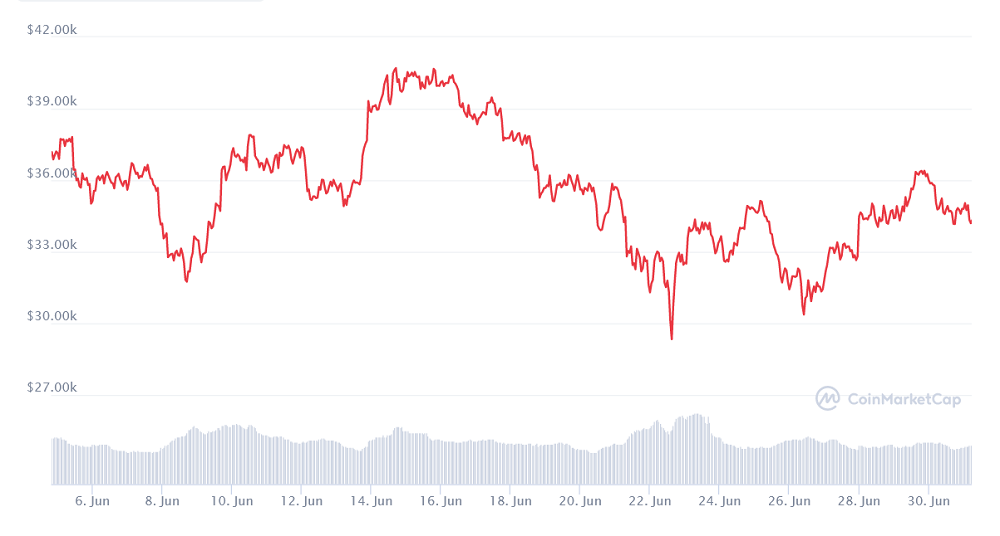 $42.00k
$39.00k
$36.00k
$33.00k
$30.00k
$27.00k
CoinMarketCap
6. Jun 8. Jun 10. Jun 12. Jun 14. Jun 16. Jun 18. Jun 20. Jun 22. Jun 24. Jun 26. Jun 28. Jun 30. Jun